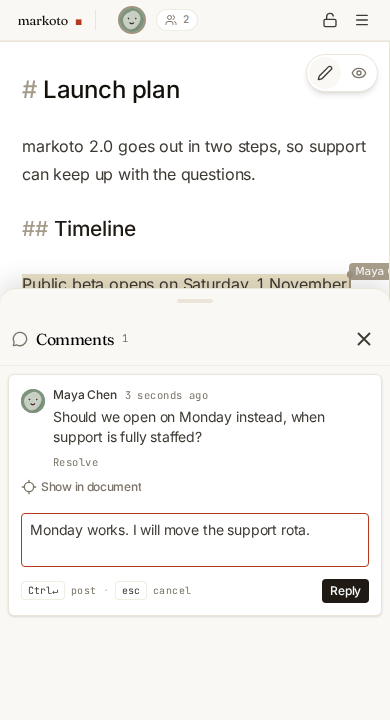 markoto
2
# Launch plan
markoto 2.0 goes out in two steps, so support
can keep up with the questions.
## Timeline
Maya
Public beta opens on Saturday, 1 November
Comments 1
Maya Chen 3 seconds ago
Should we open on Monday instead, when
support is fully staffed?
Resolve
Show in document
Monday works. I will move the support rota.
Ctrl↵ post · esc cancel
Reply